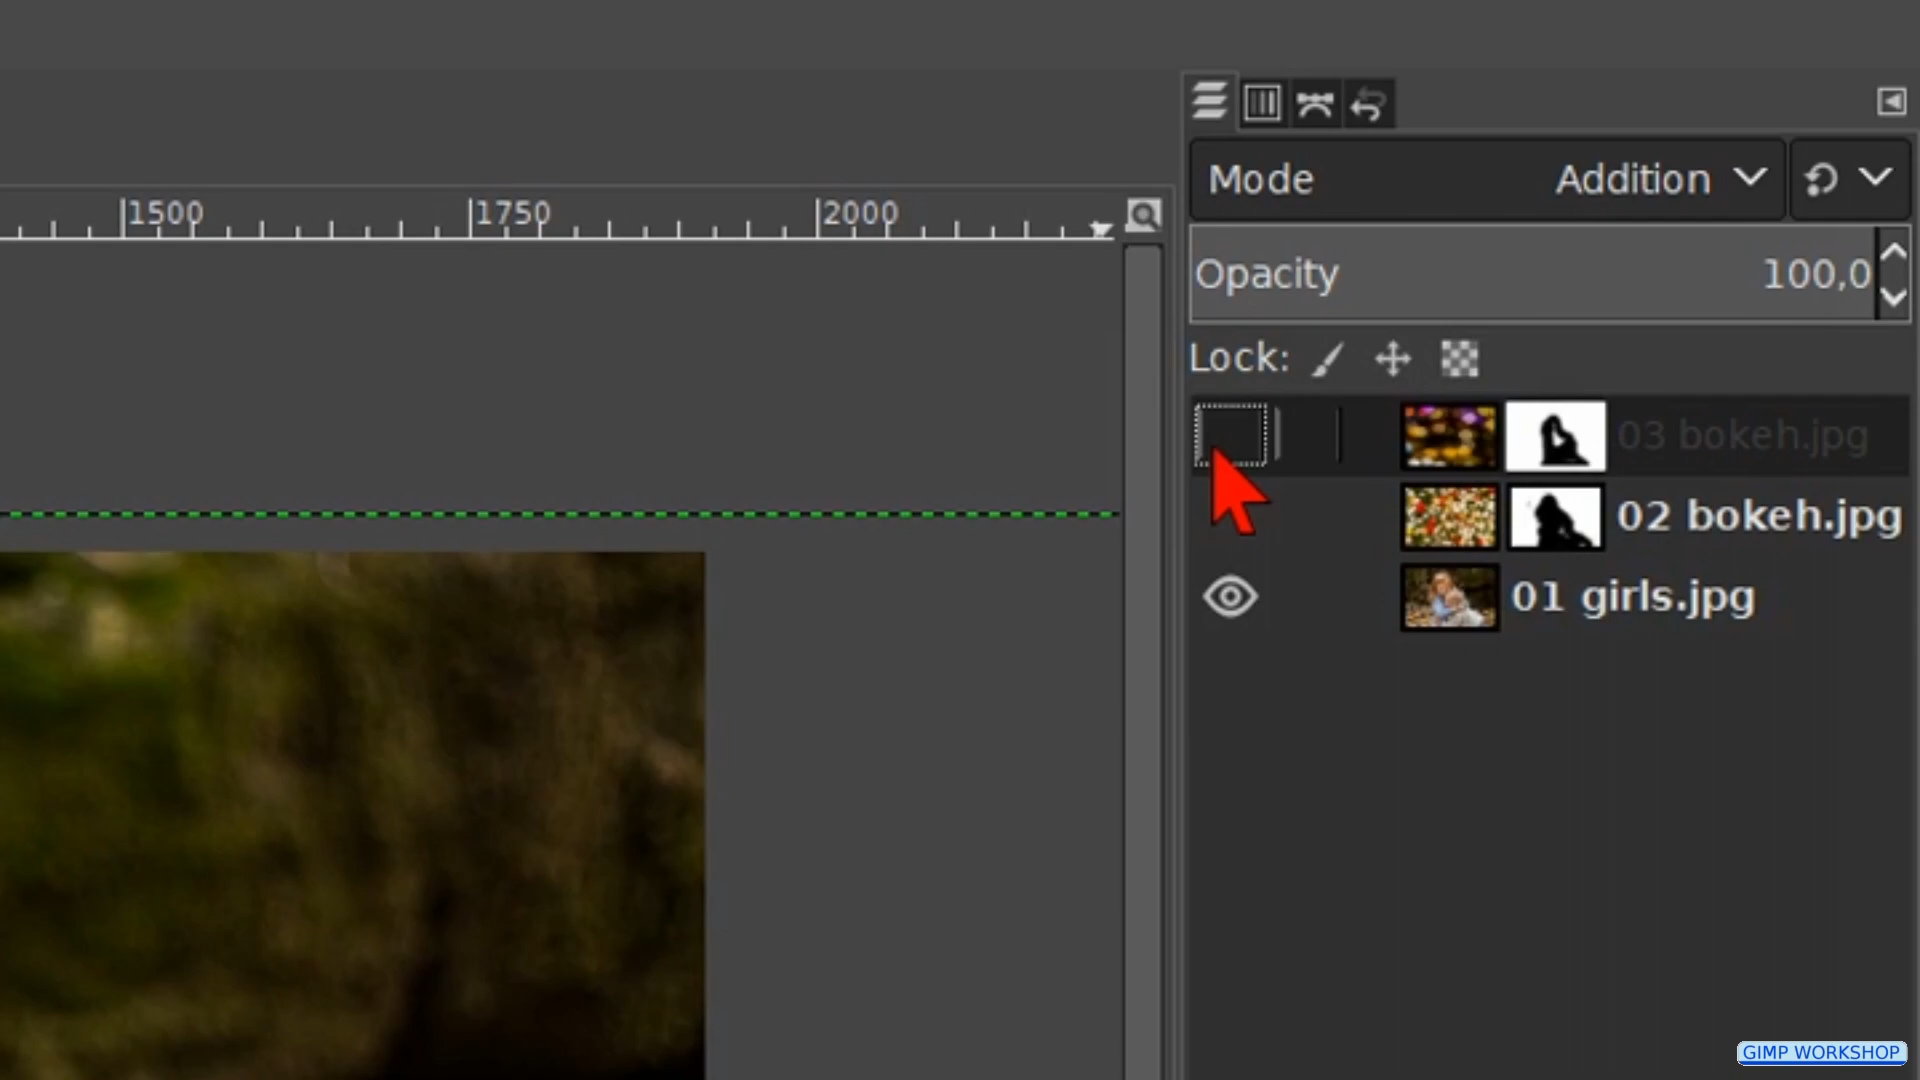 Mode Addition
1500 1750 2000
Opacity 100,0
Lock:
03 bokeh.jpg
02 bokeh.jpg
01 girls.jpg
GIMP WORKSHOP